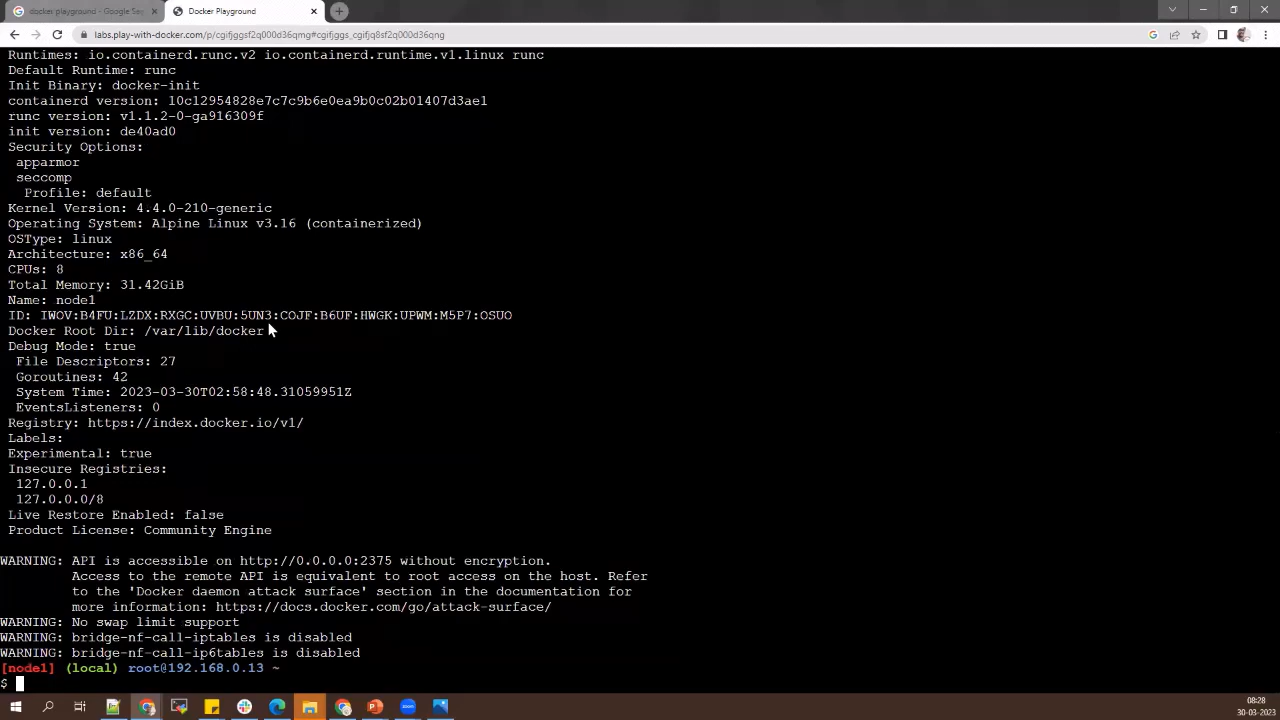 docker playground - Google Sea
Docker Playground
labs.play-with-docker.com/p/cgifjggsf2q000d36qmg#cgifjggs_cgifjq8sf2q000d36qng
Runtimes: io.containerd.runc.v2 io.containerd.runtime.v1.linux runc
Default Runtime: runc
Init Binary: docker-init
containerd version: 10c12954828e7c7c9b6e0ea9b0c02b01407d3ae1
runc version: v1.1.2-0-ga916309f
init version: de40ad0
Security Options:
apparmor
seccomp
Profile: default
Kernel Version: 4.4.0-210-generic
Operating System: Alpine Linux v3.16 (containerized)
OSType: linux
Architecture: x86_64
CPUs: 8
Total Memory: 31.42GiB
Name: node1
ID: IWOV:B4FU:LZDX:RXGC:UVBU:5UN3:COJF:B6UF:HWGK:UPWM:M5P7:OSUO
Docker Root Dir: /var/lib/docker
Debug Mode: true
File Descriptors: 27
Goroutines: 42
System Time: 2023-03-30T02:58:48.31059951Z
EventsListeners: 0
Registry: https://index.docker.io/v1/
Labels:
Experimental: true
Insecure Registries:
127.0.0.1
127.0.0.0/8
Live Restore Enabled: false
Product License: Community Engine
WARNING: API is accessible on http://0.0.0.0:2375 without encryption.
Access to the remote API is equivalent to root access on the host. Refer
to the 'Docker daemon attack surface' section in the documentation for
more information: https://docs.docker.com/go/attack-surface/
WARNING: No swap limit support
WARNING: bridge-nf-call-iptables is disabled
WARNING: bridge-nf-call-ip6tables is disabled
[node1] (local) root@192.168.0.13 ~
$
08:28
30-03-2023